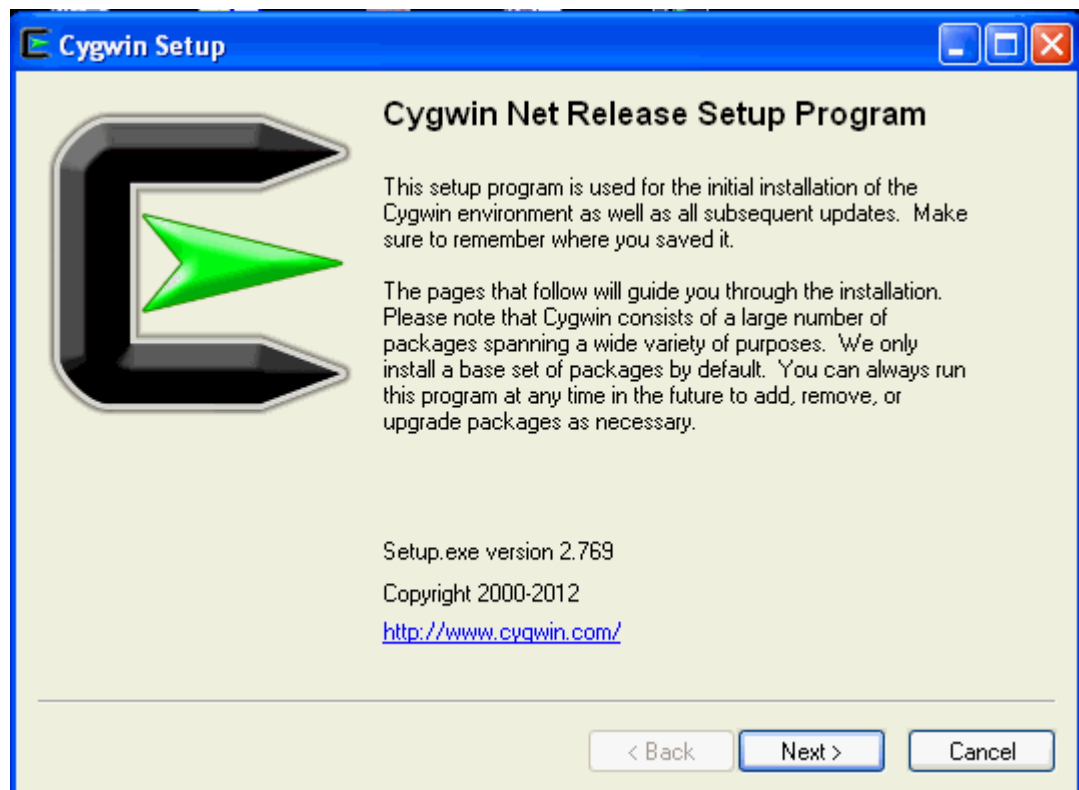 Cygwin Setup
Cygwin Net Release Setup Program
This setup program is used for the initial installation of the
Cygwin environment as well as all subsequent updates.  Make
sure to remember where you saved it.
The pages that follow will guide you through the installation.
Please note that Cygwin consists of a large number of
packages spanning a wide variety of purposes.  We only
install a base set of packages by default.  You can always run
this program at any time in the future to add, remove, or
upgrade packages as necessary.
Setup.exe version 2.769
Copyright 2000-2012
http://www.cygwin.com/
< Back
Next >
Cancel